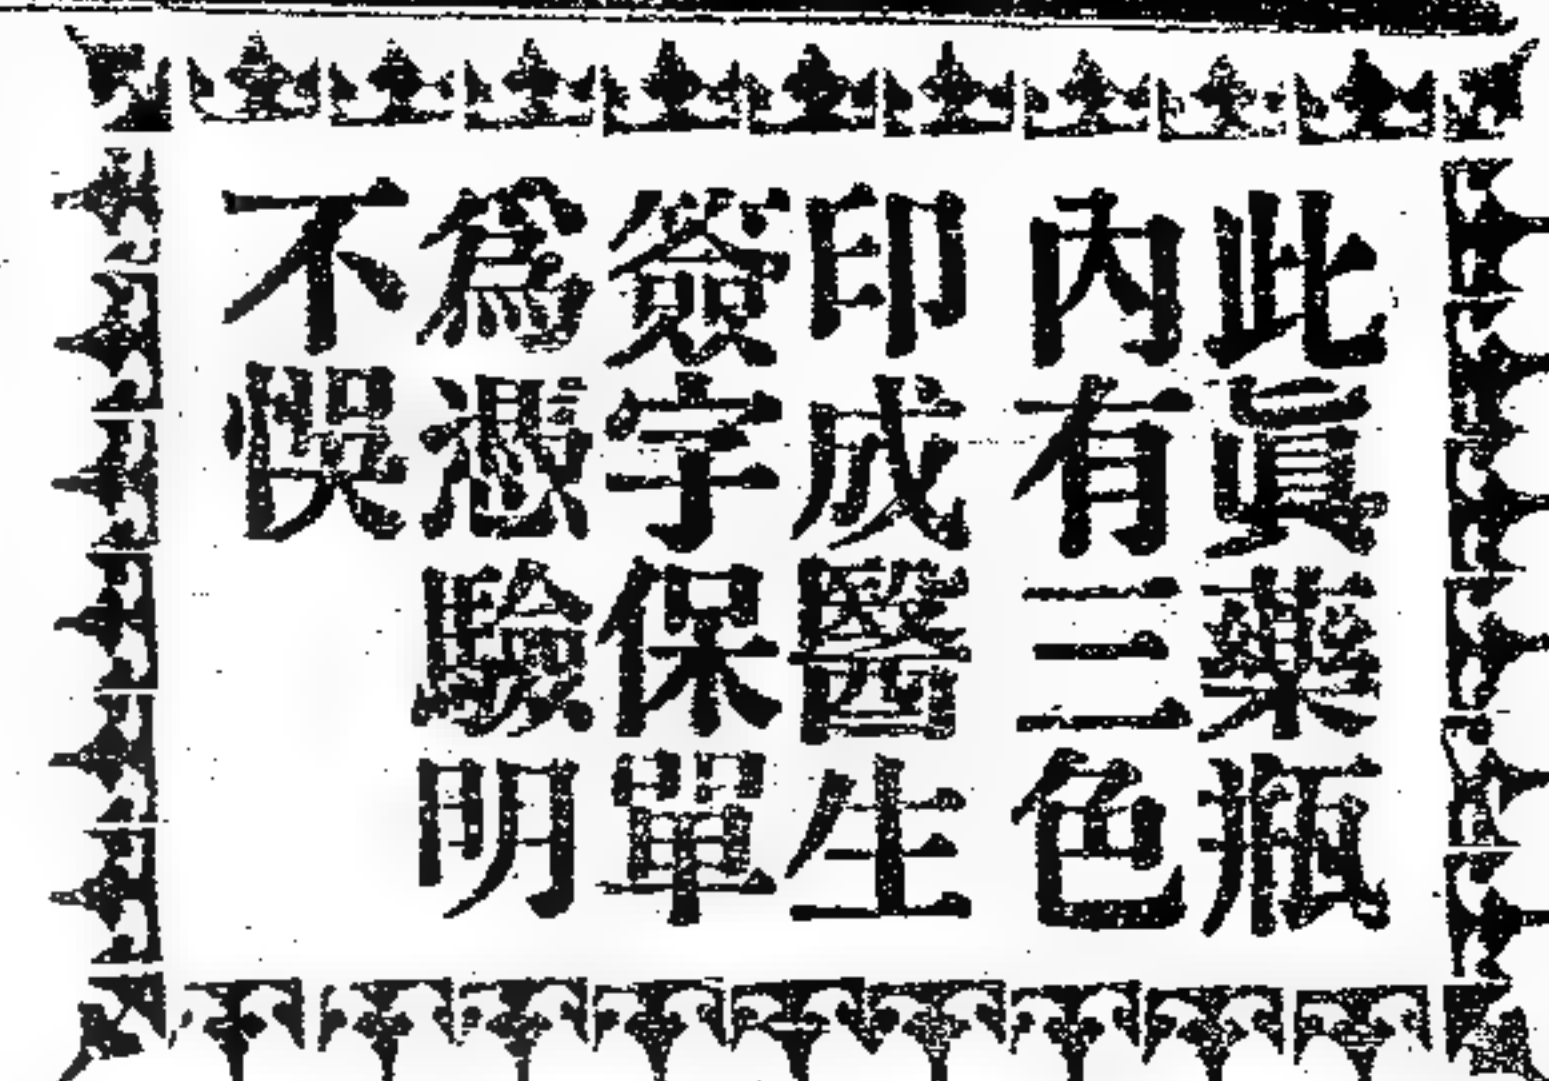 此眞藥瓶
內有三色
印成醫生
簽字保單
爲憑驗明
不悞